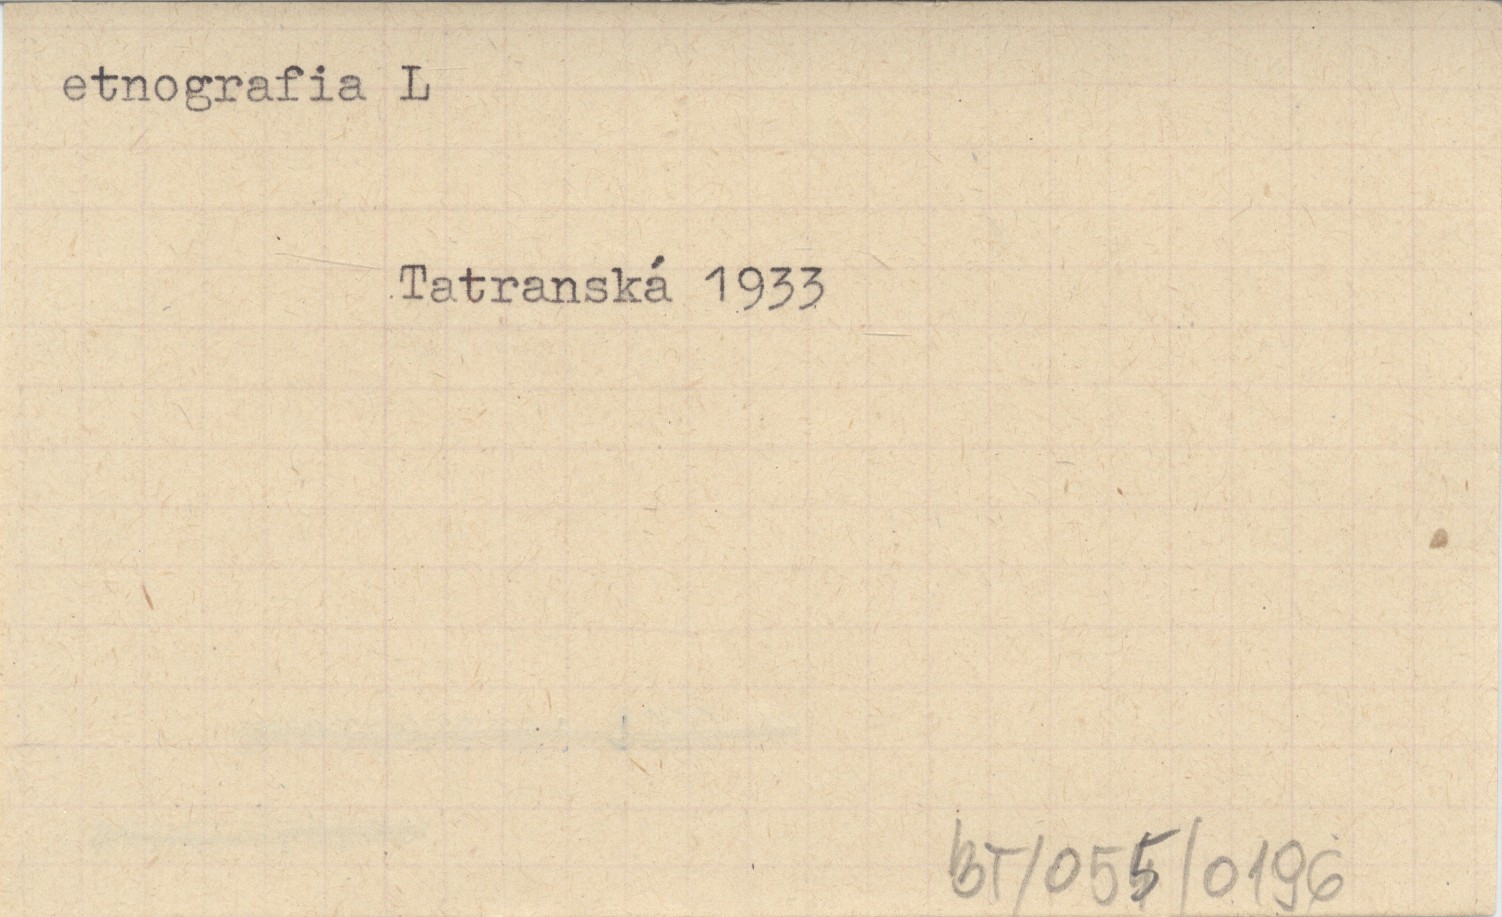 etnografia L
Tatranská 1933
BT/055/0196